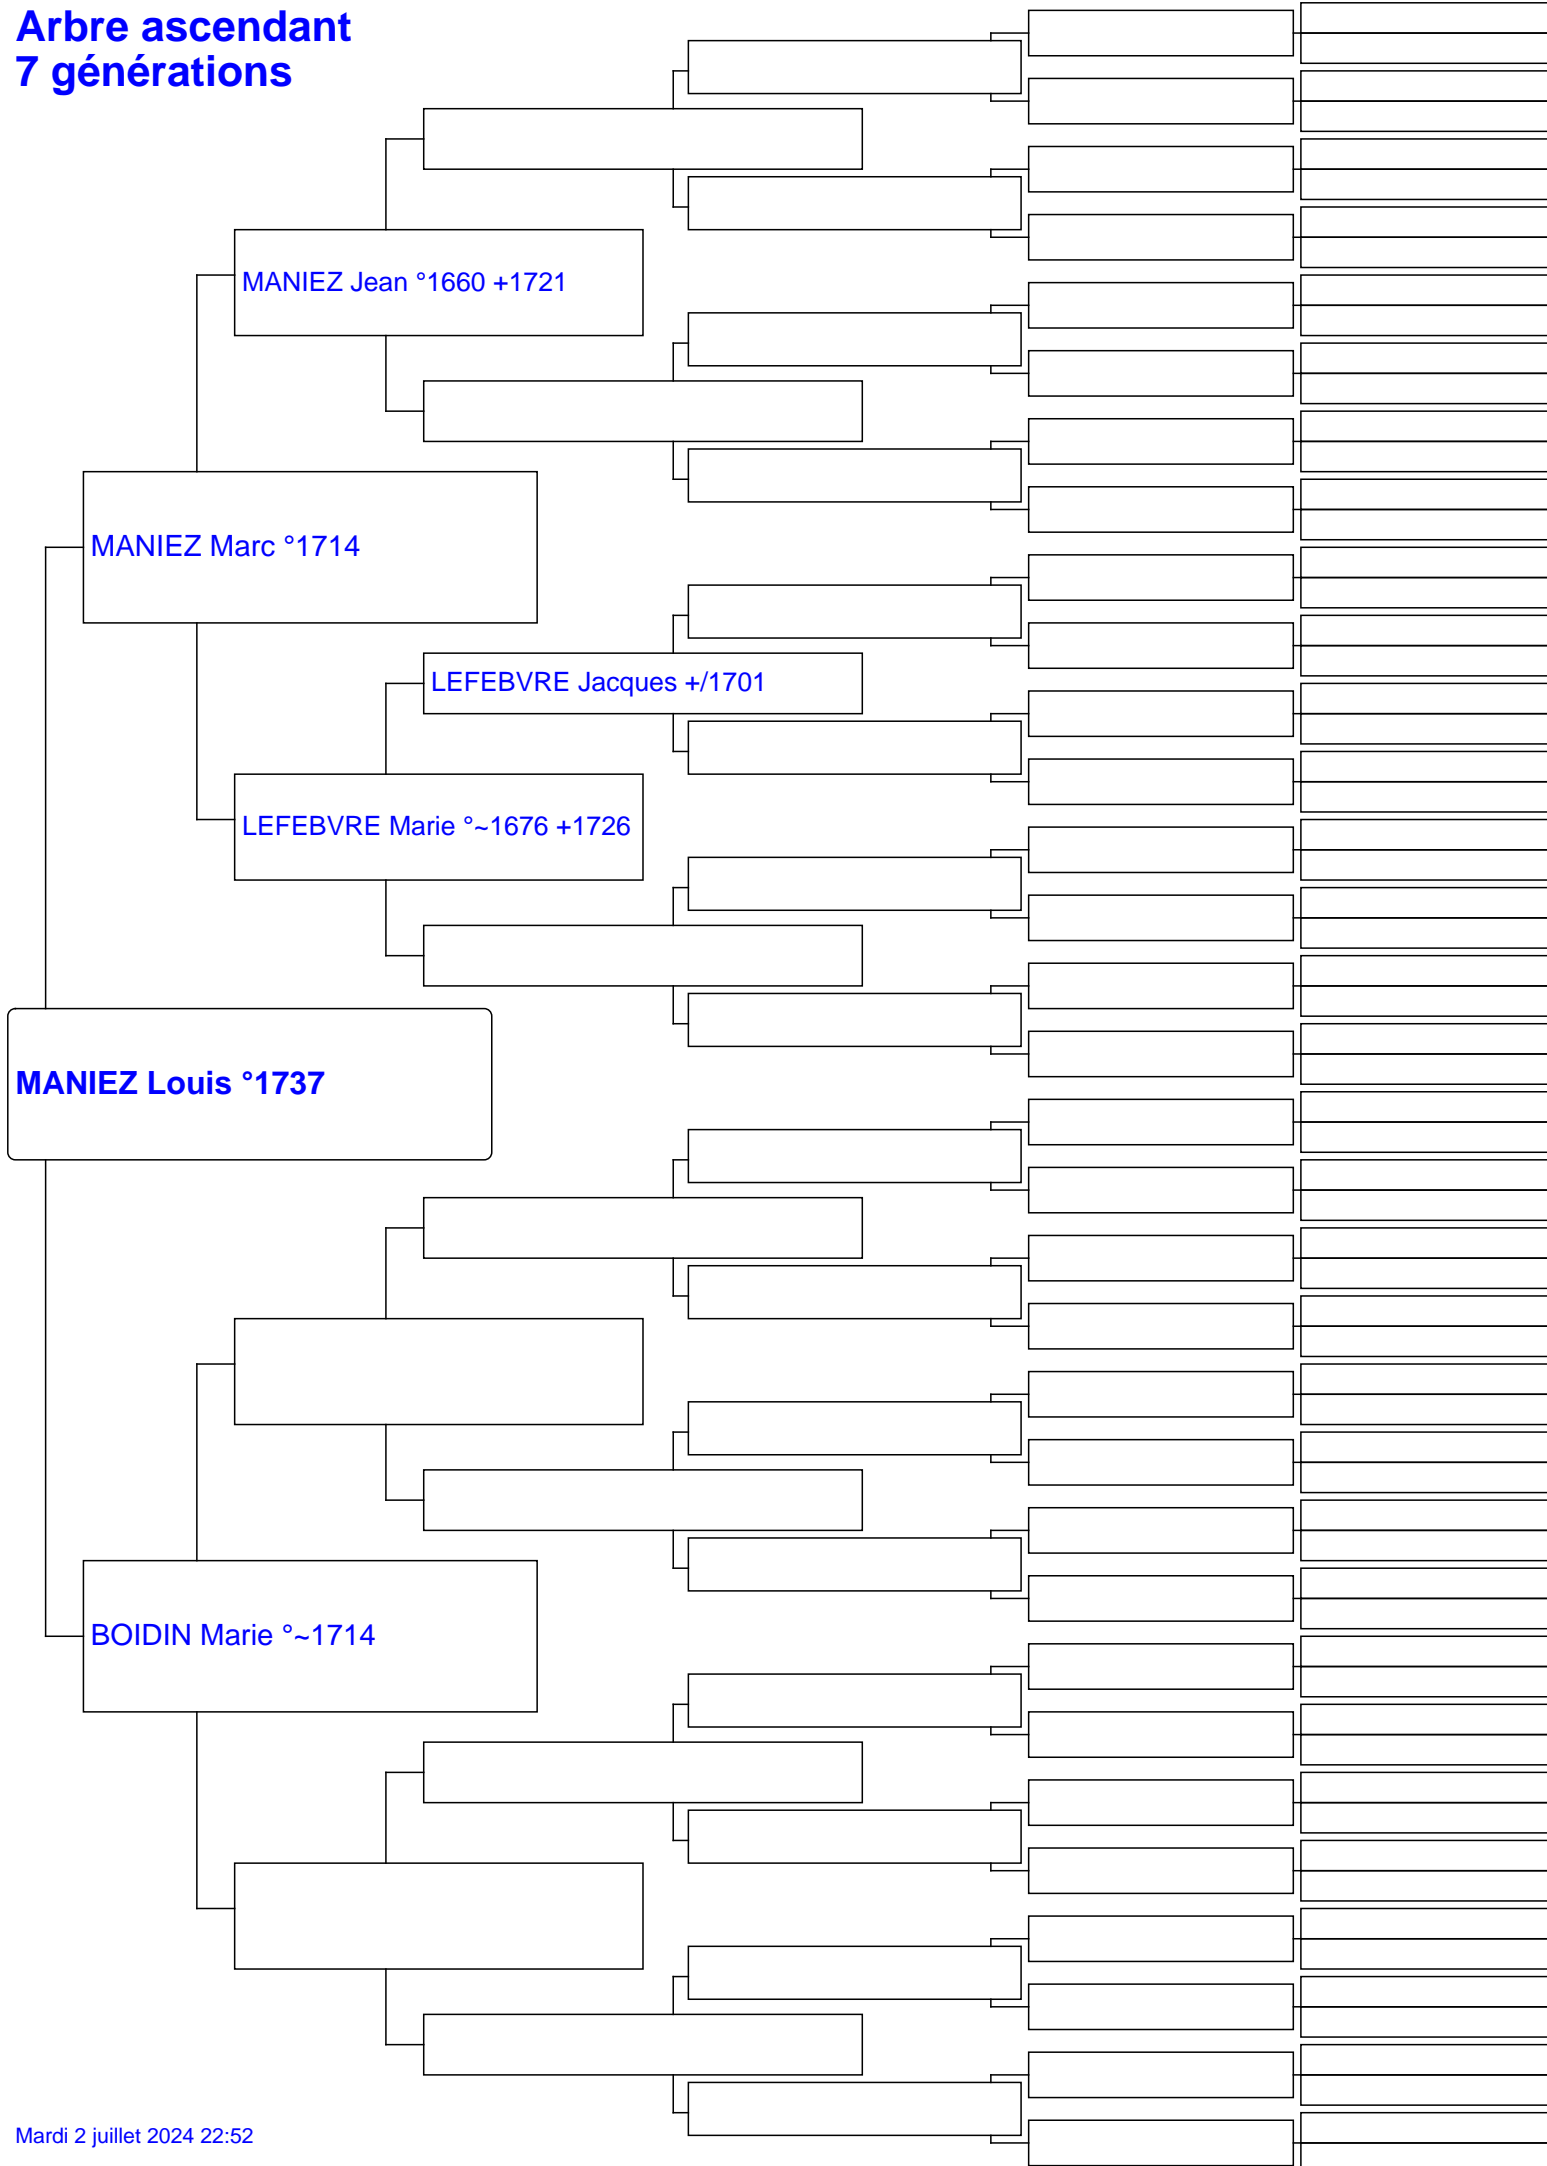 Arbre ascendant
7 générations
MANIEZ Jean °1660 +1721
MANIEZ Marc °1714
LEFEBVRE Jacques +/1701
LEFEBVRE Marie °~1676 +1726
MANIEZ Louis °1737
BOIDIN Marie °~1714
Mardi 2 juillet 2024 22:52